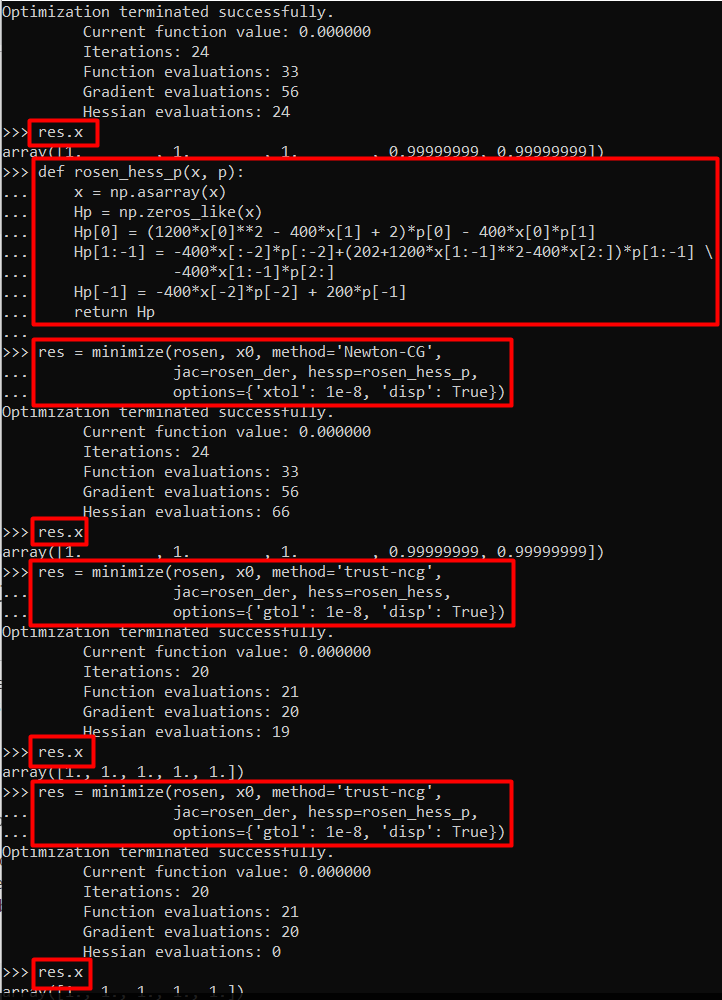 Optimization terminated successfully.
         Current function value: 0.000000
         Iterations: 24
         Function evaluations: 33
         Gradient evaluations: 56
         Hessian evaluations: 24
>>> res.x
array([1.        , 1.        , 1.        , 0.99999999, 0.99999999])
>>> def rosen_hess_p(x, p):
...     x = np.asarray(x)
...     Hp = np.zeros_like(x)
...     Hp[0] = (1200*x[0]**2 - 400*x[1] + 2)*p[0] - 400*x[0]*p[1]
...     Hp[1:-1] = -400*x[:-2]*p[:-2]+(202+1200*x[1:-1]**2-400*x[2:])*p[1:-1] \
...                -400*x[1:-1]*p[2:]
...     Hp[-1] = -400*x[-2]*p[-2] + 200*p[-1]
...     return Hp
...
>>> res = minimize(rosen, x0, method='Newton-CG',
...                jac=rosen_der, hessp=rosen_hess_p,
...                options={'xtol': 1e-8, 'disp': True})
Optimization terminated successfully.
         Current function value: 0.000000
         Iterations: 24
         Function evaluations: 33
         Gradient evaluations: 56
         Hessian evaluations: 66
>>> res.x
array([1.        , 1.        , 1.        , 0.99999999, 0.99999999])
>>> res = minimize(rosen, x0, method='trust-ncg',
...                jac=rosen_der, hess=rosen_hess,
...                options={'gtol': 1e-8, 'disp': True})
Optimization terminated successfully.
         Current function value: 0.000000
         Iterations: 20
         Function evaluations: 21
         Gradient evaluations: 20
         Hessian evaluations: 19
>>> res.x
array([1., 1., 1., 1., 1.])
>>> res = minimize(rosen, x0, method='trust-ncg',
...                jac=rosen_der, hessp=rosen_hess_p,
...                options={'gtol': 1e-8, 'disp': True})
Optimization terminated successfully.
         Current function value: 0.000000
         Iterations: 20
         Function evaluations: 21
         Gradient evaluations: 20
         Hessian evaluations: 0
>>> res.x
array([1., 1., 1., 1., 1.])